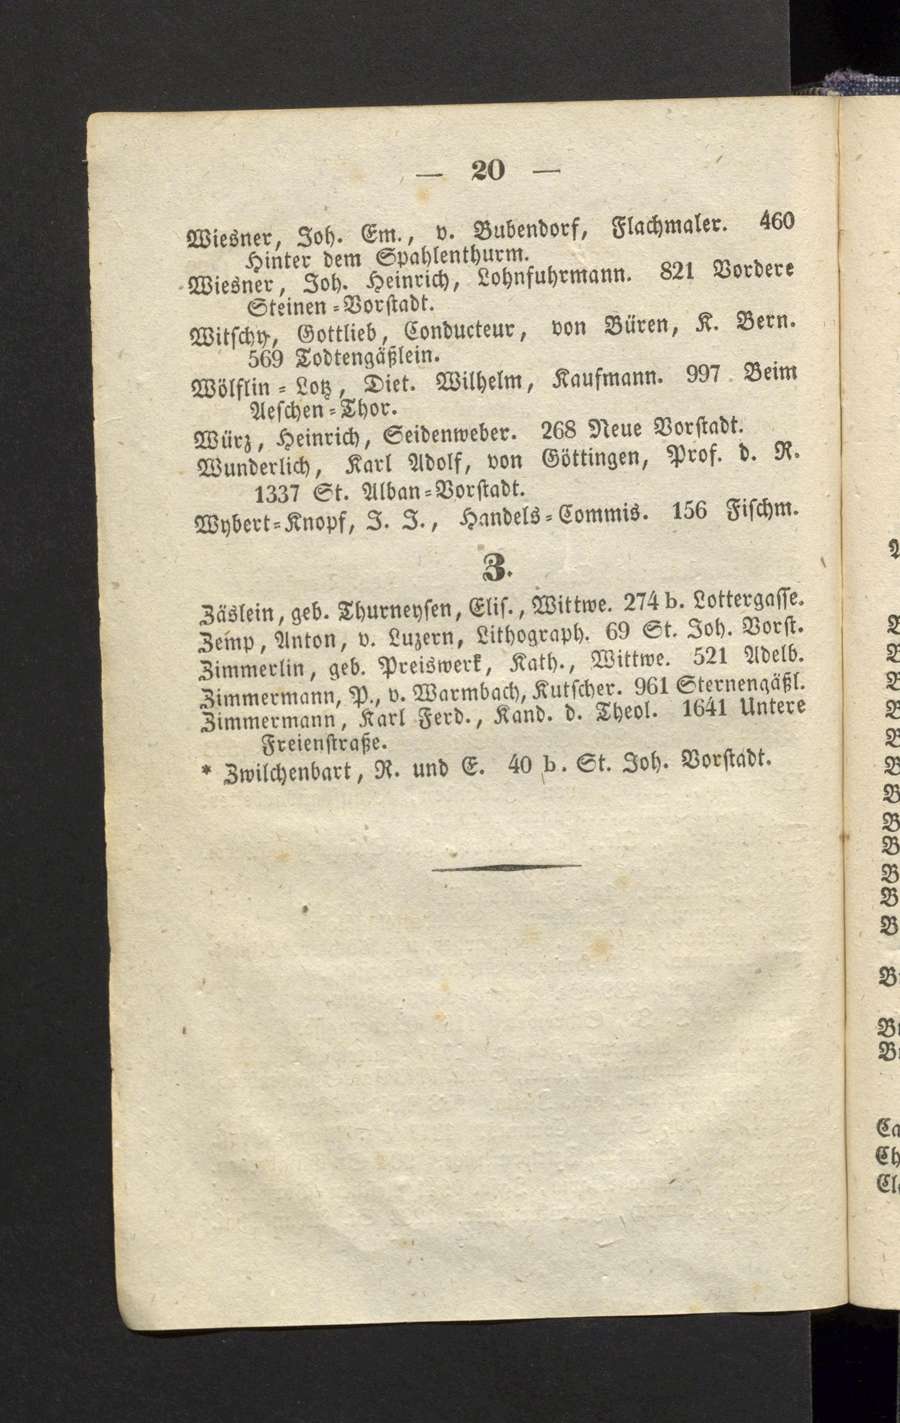 — 20 —
Wiesner, Joh. Em., v. Bubendorf, Flachmaler. 460
Hinter dem Spahlenthurm.
Wiesner, Joh. Heinrich, Lohnfuhrmann. 821 Vordere
Steinen=Vorstadt.
Witschy, Gottlieb, Conducteur, von Büren, K. Bern.
569 Todtengäßlein.
Wölflin=Lotz, Diet. Wilhelm, Kaufmann. 997 Beim
Aeschen=Thor.
Würz, Heinrich, Seidenweber. 268 Neue Vorstadt.
Wunderlich, Karl Adolf, von Göttingen, Prof. d. R.
1337 St. Alban=Vorstadt.
Wybert=Knopf, J. J., Handels=Commis. 156 Fischm.
Z.
Zäslein, geb. Thurneysen, Elis., Wittwe. 274 b. Lottergasse.
Zemp, Anton, v. Luzern, Lithograph. 69 St. Joh. Vorst.
Zimmerlin, geb. Preiswerk, Kath., Wittwe. 521 Adelb.
Zimmermann, P., v. Warmbach, Kutscher. 961 Sternengäßl.
Zimmermann, Karl Ferd., Kand. d. Theol. 1641 Untere
Freienstraße.
* Zwilchenbart, R. und E. 40 b. St. Joh. Vorstadt.